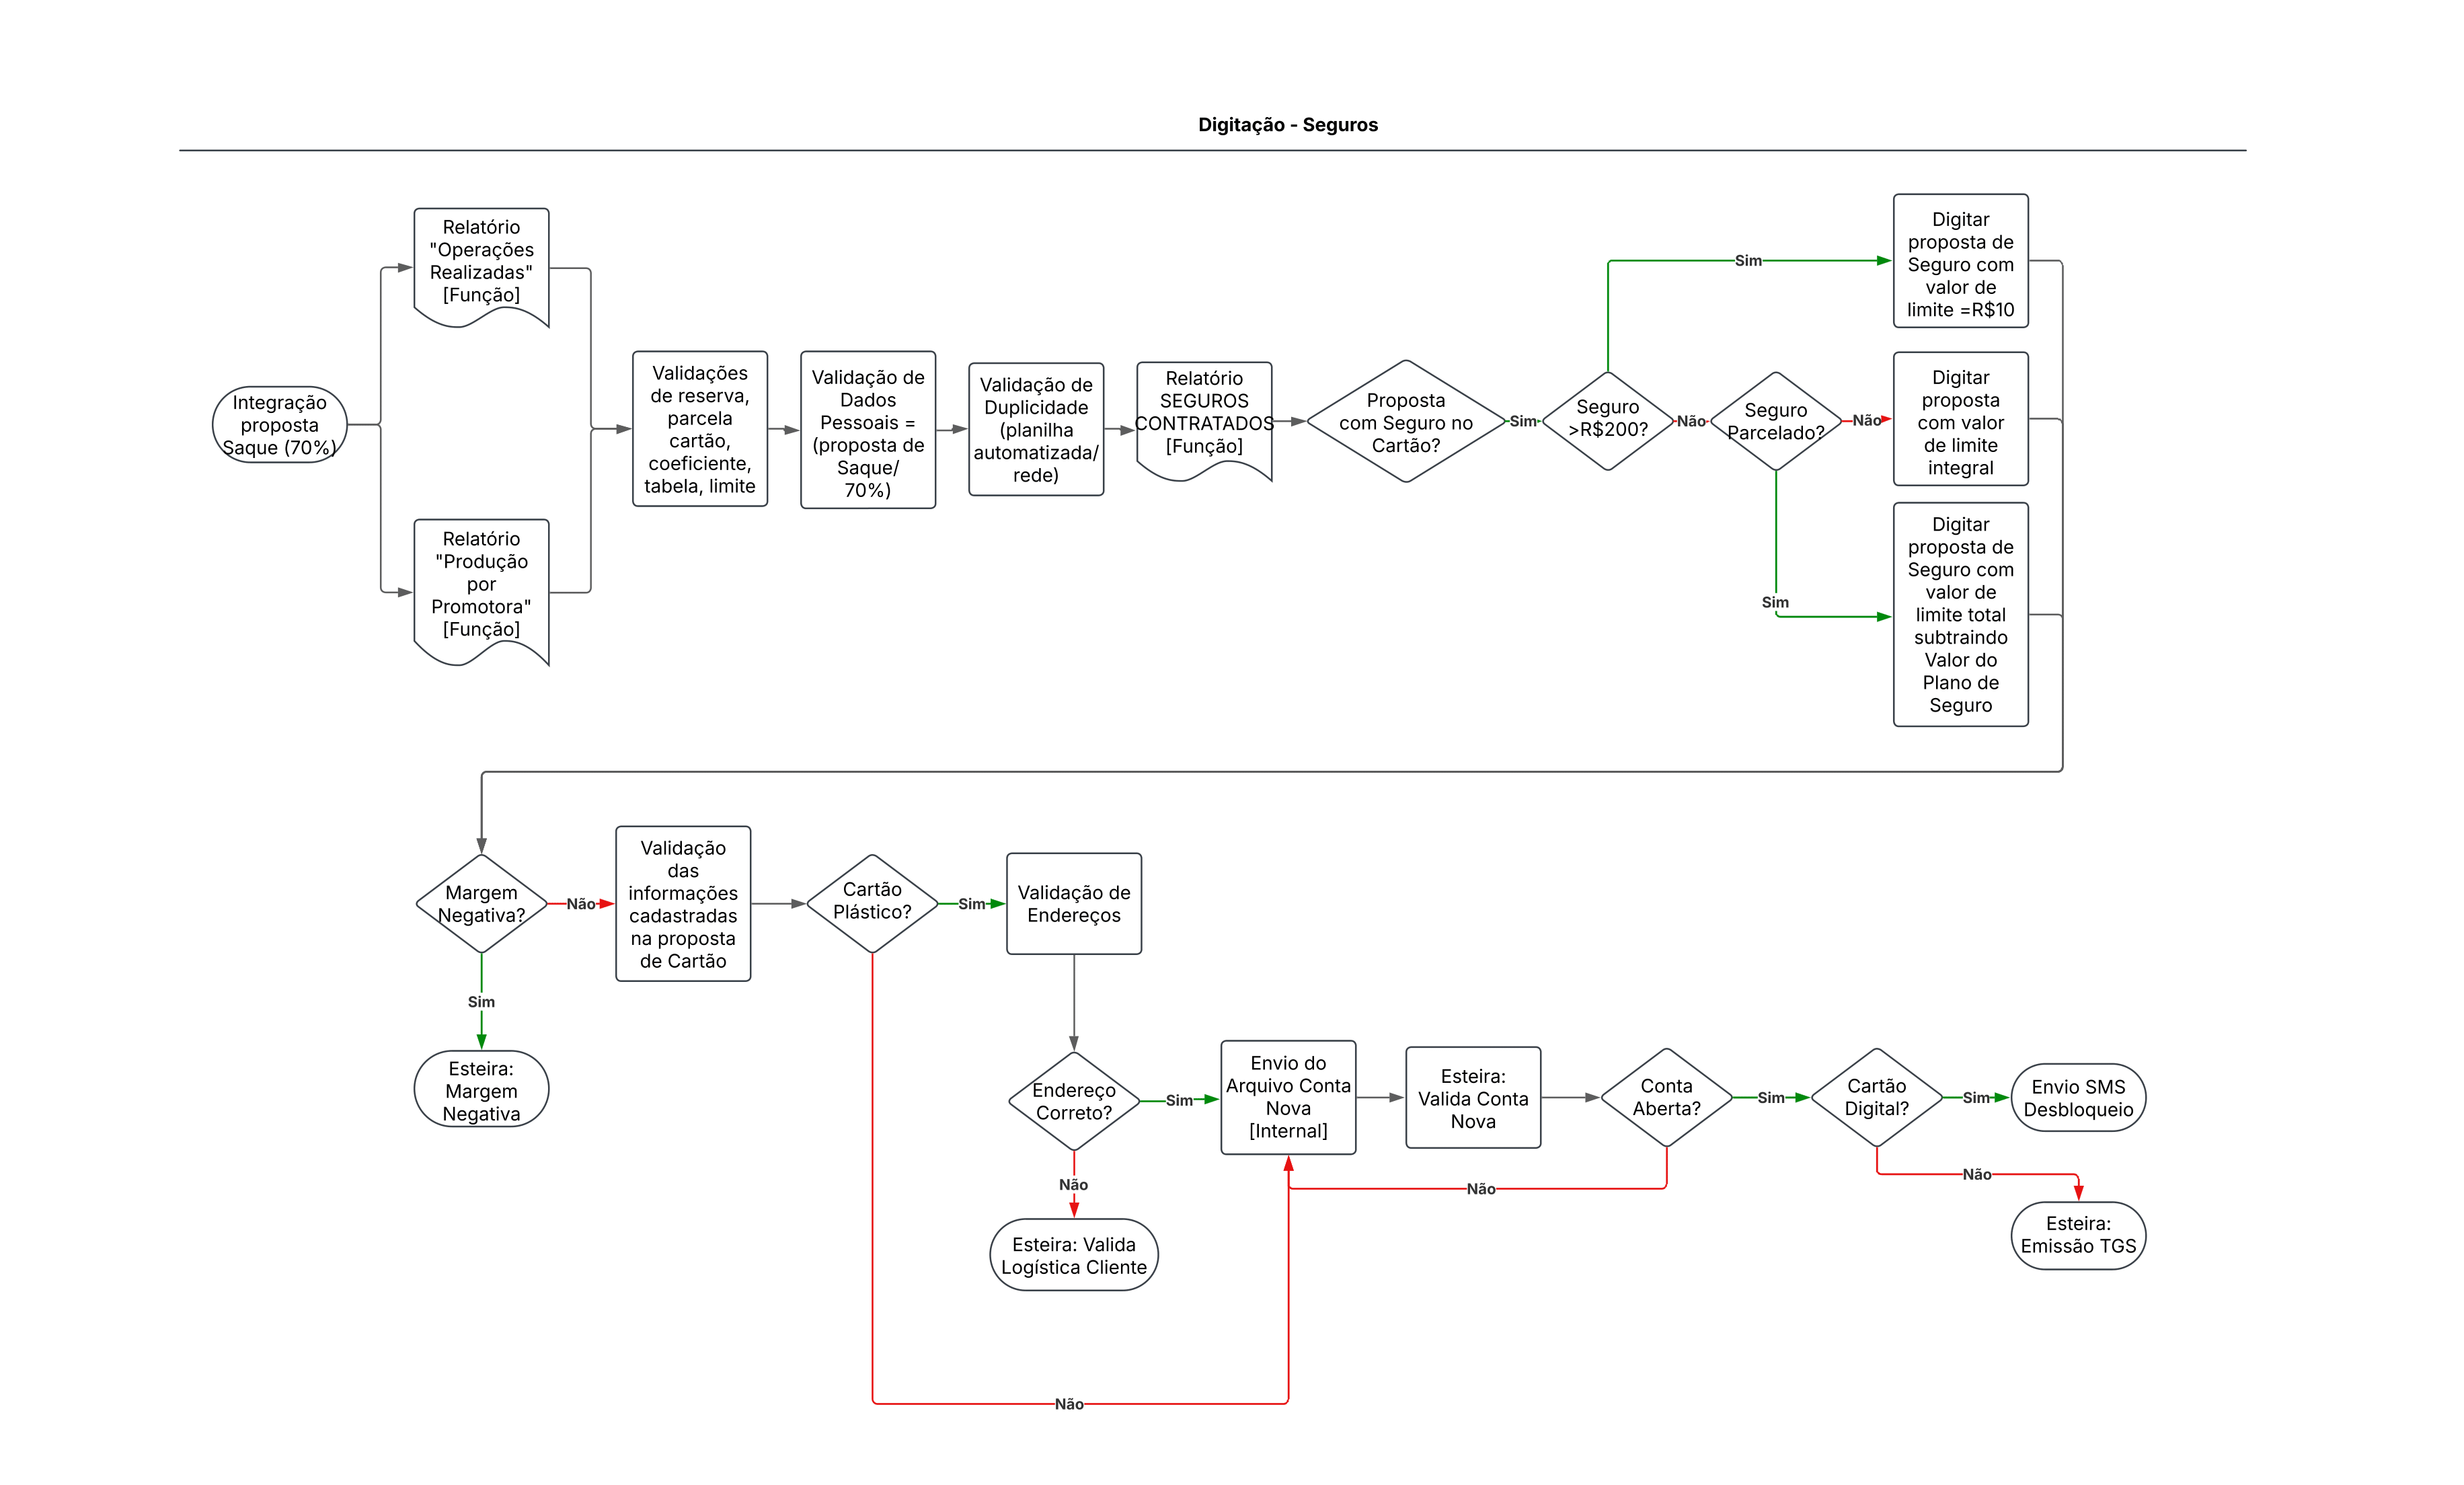 Digitação - Seguros
Relatório
"Operações
Realizadas"
[Função]
Integração
proposta
Saque (70%)
Relatório
"Produção
por
Promotora"
[Função]
Validações
de reserva,
parcela
cartão,
coeficiente,
tabela, limite
Validação de
Dados
Pessoais =
(proposta de
Saque/
70%)
Validação de
Duplicidade
(planilha
automatizada/
rede)
Relatório
SEGUROS
CONTRATADOS
[Função]
Proposta
com Seguro no
Cartão?
Sim
Seguro
>R$200?
Sim
Não
Seguro
Parcelado?
Não
Sim
Digitar
proposta de
Seguro com
valor de
limite =R$10
Digitar
proposta
com valor
de limite
integral
Digitar
proposta de
Seguro com
valor de
limite total
subtraindo
Valor do
Plano de
Seguro
Margem
Negativa?
Não
Sim
Esteira:
Margem
Negativa
Validação
das
informações
cadastradas
na proposta
de Cartão
Cartão
Plástico?
Sim
Validação de
Endereços
Endereço
Correto?
Sim
Não
Esteira: Valida
Logística Cliente
Envio do
Arquivo Conta
Nova
[Internal]
Esteira:
Valida Conta
Nova
Conta
Aberta?
Sim
Não
Cartão
Digital?
Sim
Envio SMS
Desbloqueio
Não
Esteira:
Emissão TGS
Não